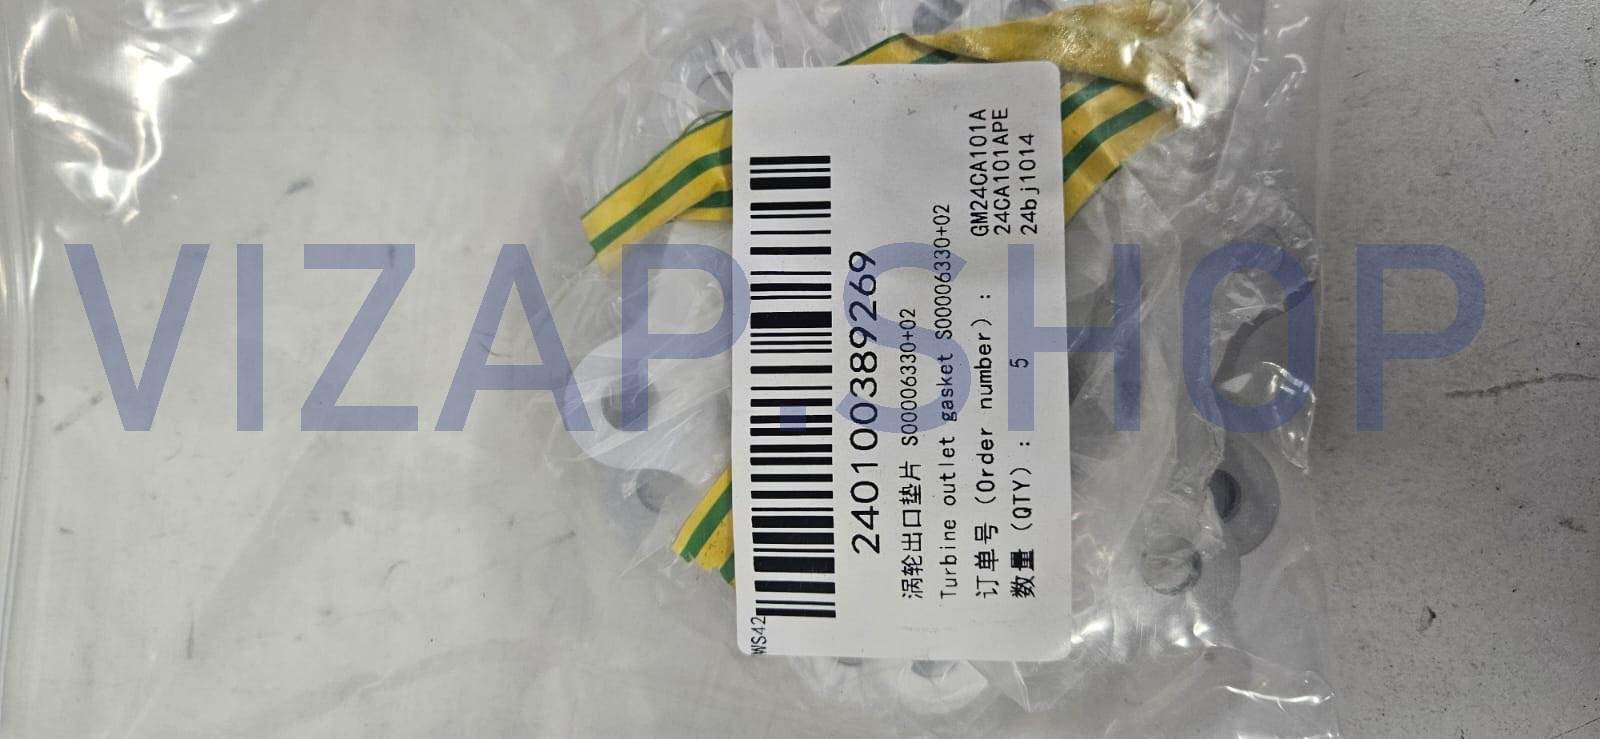 WS42
240100389269
涡轮出口垫片 S00006330+02
Turbine outlet gasket S00006330+02
订单号 (Order number) : GM24CA101A
24CA101APE
数量 (QTY) : 5 24bj1014
VIZAP.SHOP